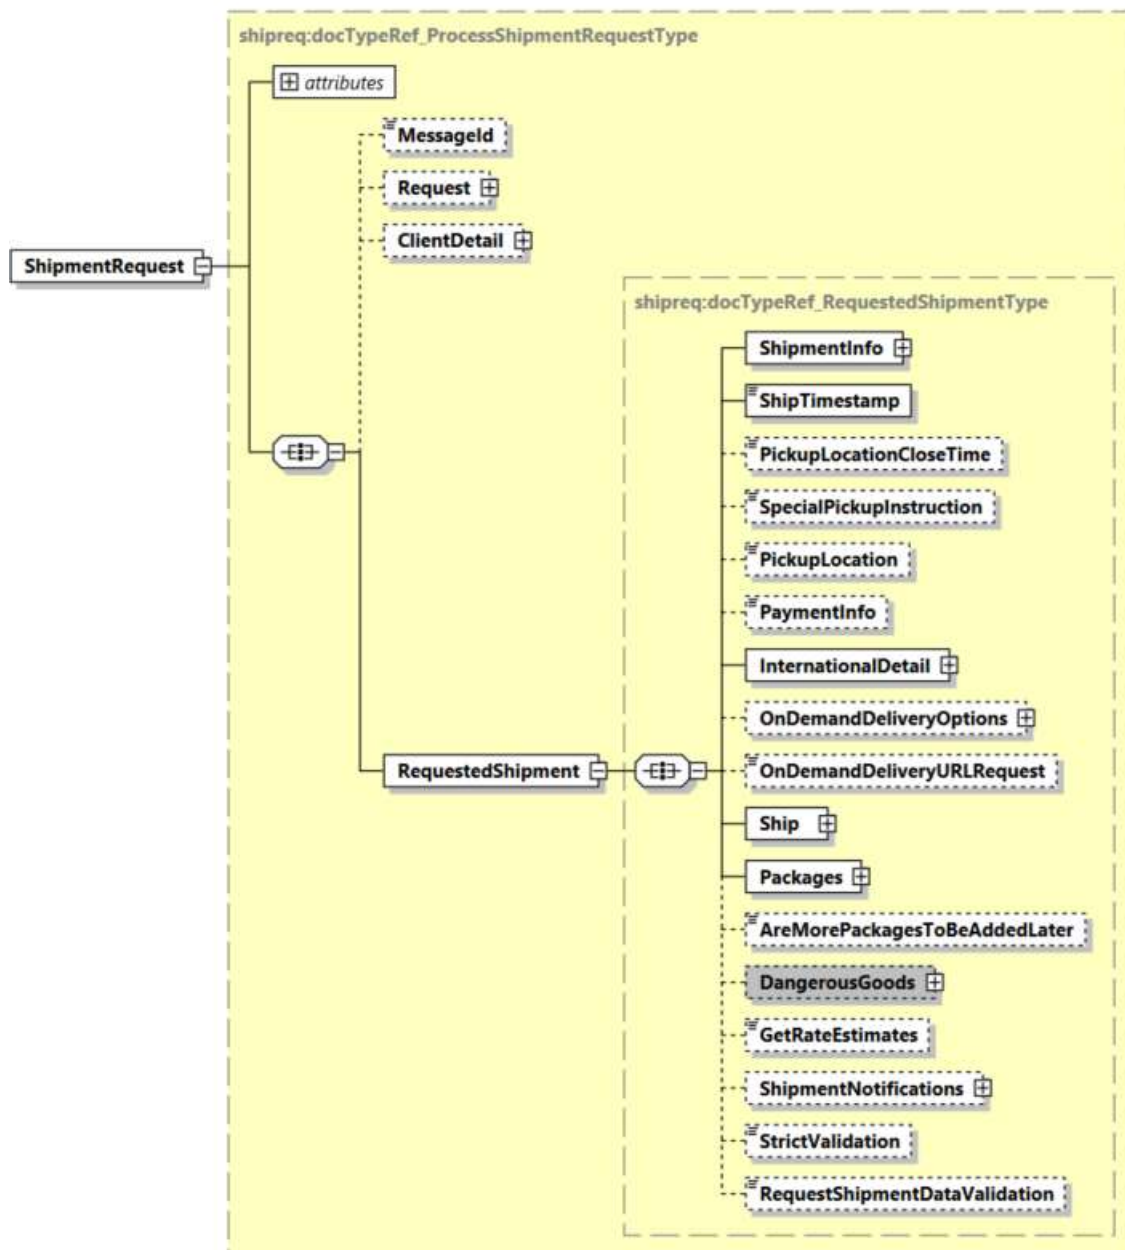 shipreq:docTypeRef_ProcessShipmentRequestType
attributes
MessageId
Request
ClientDetail
ShipmentRequest
shipreq:docTypeRef_RequestedShipmentType
ShipmentInfo
ShipTimestamp
PickupLocationCloseTime
SpecialPickupInstruction
PickupLocation
PaymentInfo
InternationalDetail
OnDemandDeliveryOptions
RequestedShipment
OnDemandDeliveryURLRequest
Ship
Packages
AreMorePackagesToBeAddedLater
DangerousGoods
GetRateEstimates
ShipmentNotifications
StrictValidation
RequestShipmentDataValidation